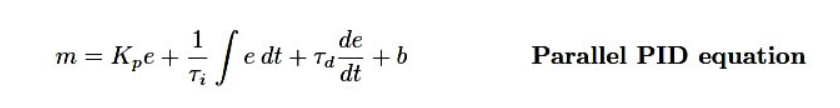 m = K_p e + \frac{1}{\tau_i} \int e \, dt + \tau_d \frac{de}{dt} + b Parallel PID equation